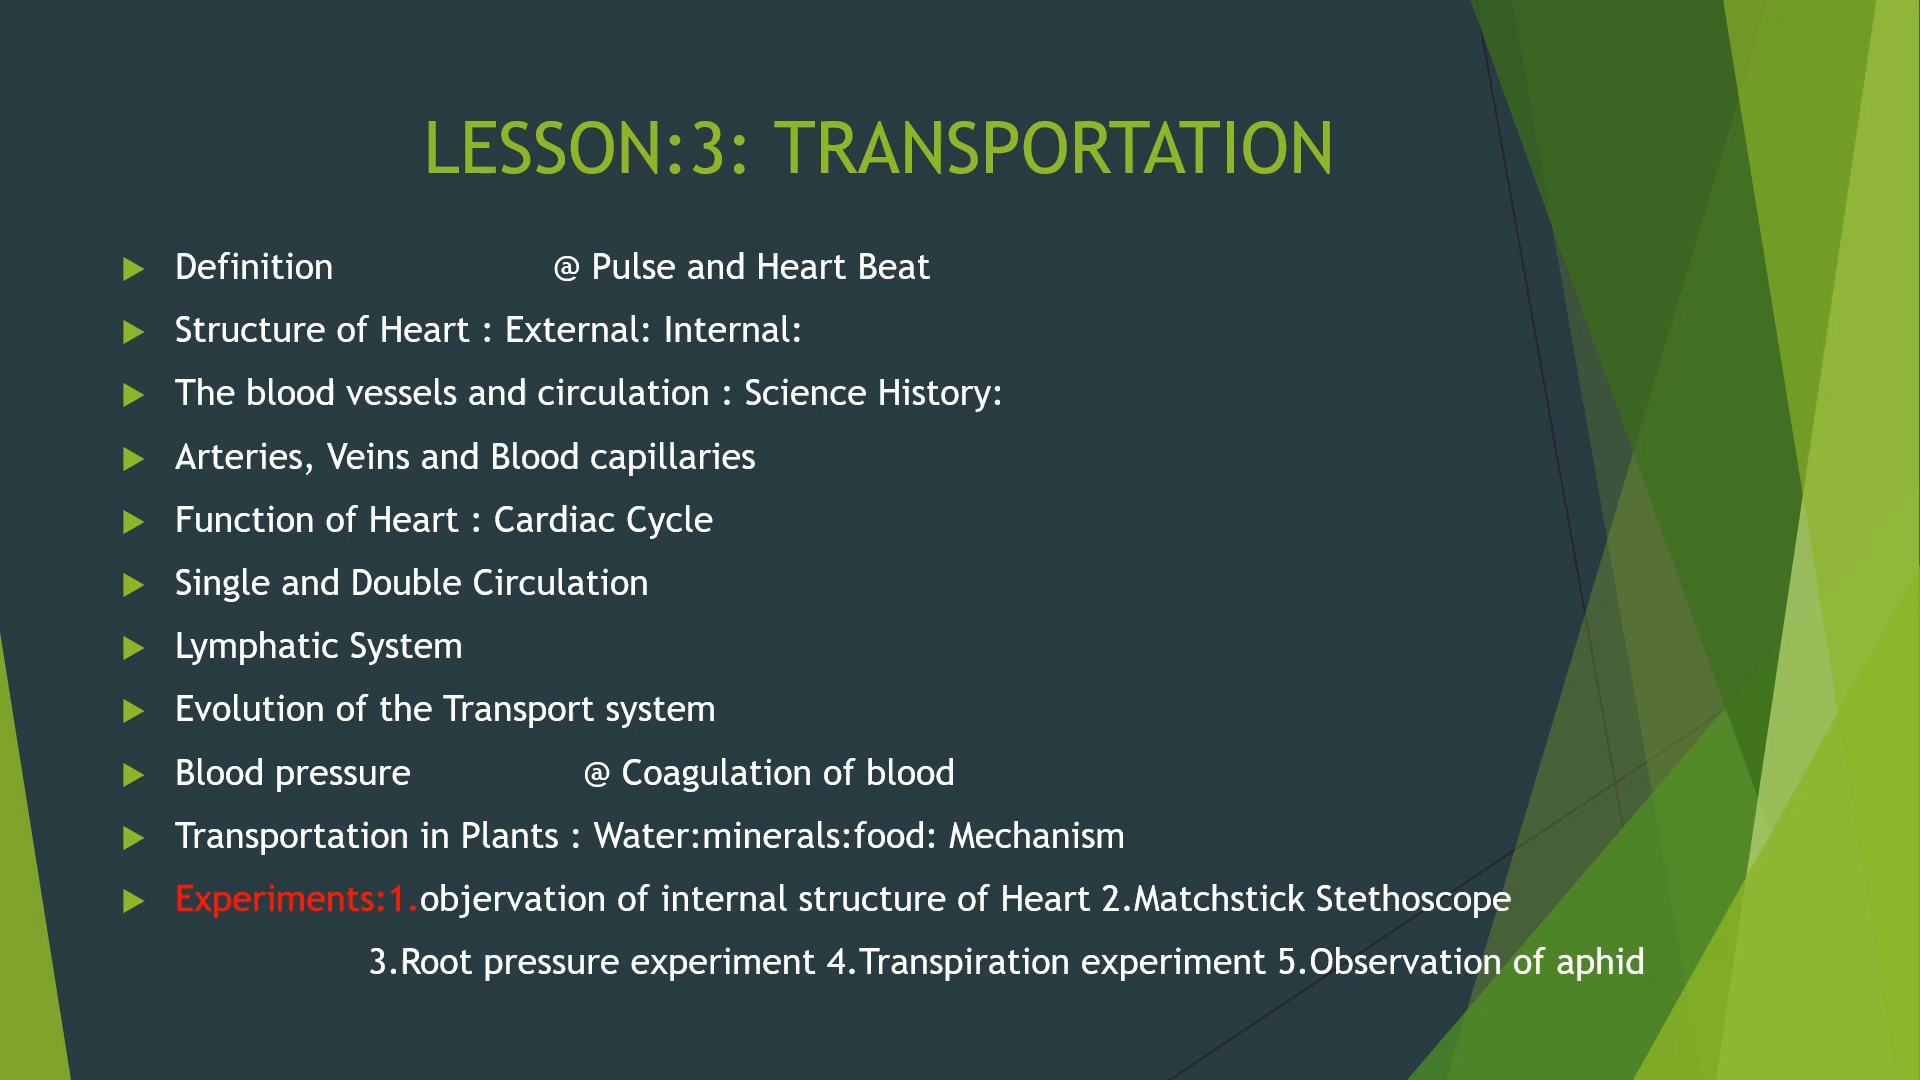 LESSON:3: TRANSPORTATION
Definition @ Pulse and Heart Beat
Structure of Heart : External: Internal:
The blood vessels and circulation : Science History:
Arteries, Veins and Blood capillaries
Function of Heart : Cardiac Cycle
Single and Double Circulation
Lymphatic System
Evolution of the Transport system
Blood pressure @ Coagulation of blood
Transportation in Plants : Water:minerals:food: Mechanism
Experiments:1.objervation of internal structure of Heart 2.Matchstick Stethoscope
3.Root pressure experiment 4.Transpiration experiment 5.Observation of aphid